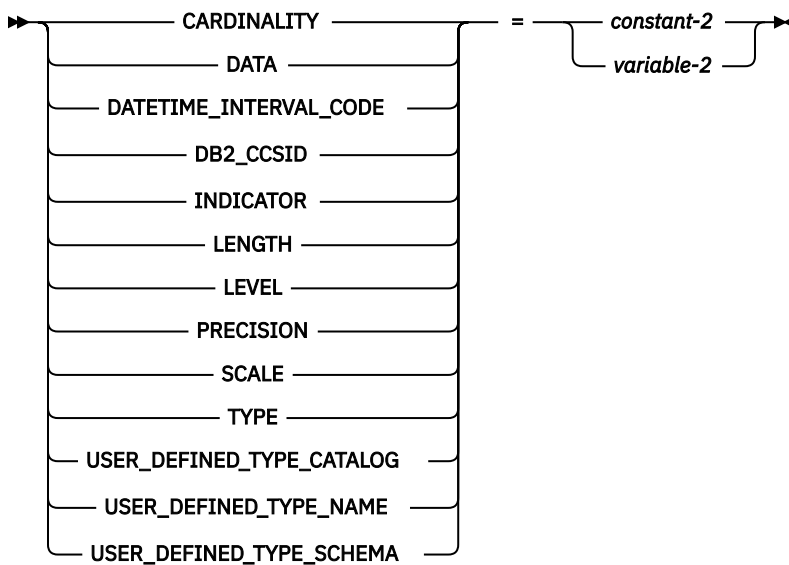 CARDINALITY = constant-2
DATA variable-2
DATETIME_INTERVAL_CODE
DB2_CCSID
INDICATOR
LENGTH
LEVEL
PRECISION
SCALE
TYPE
USER_DEFINED_TYPE_CATALOG
USER_DEFINED_TYPE_NAME
USER_DEFINED_TYPE_SCHEMA